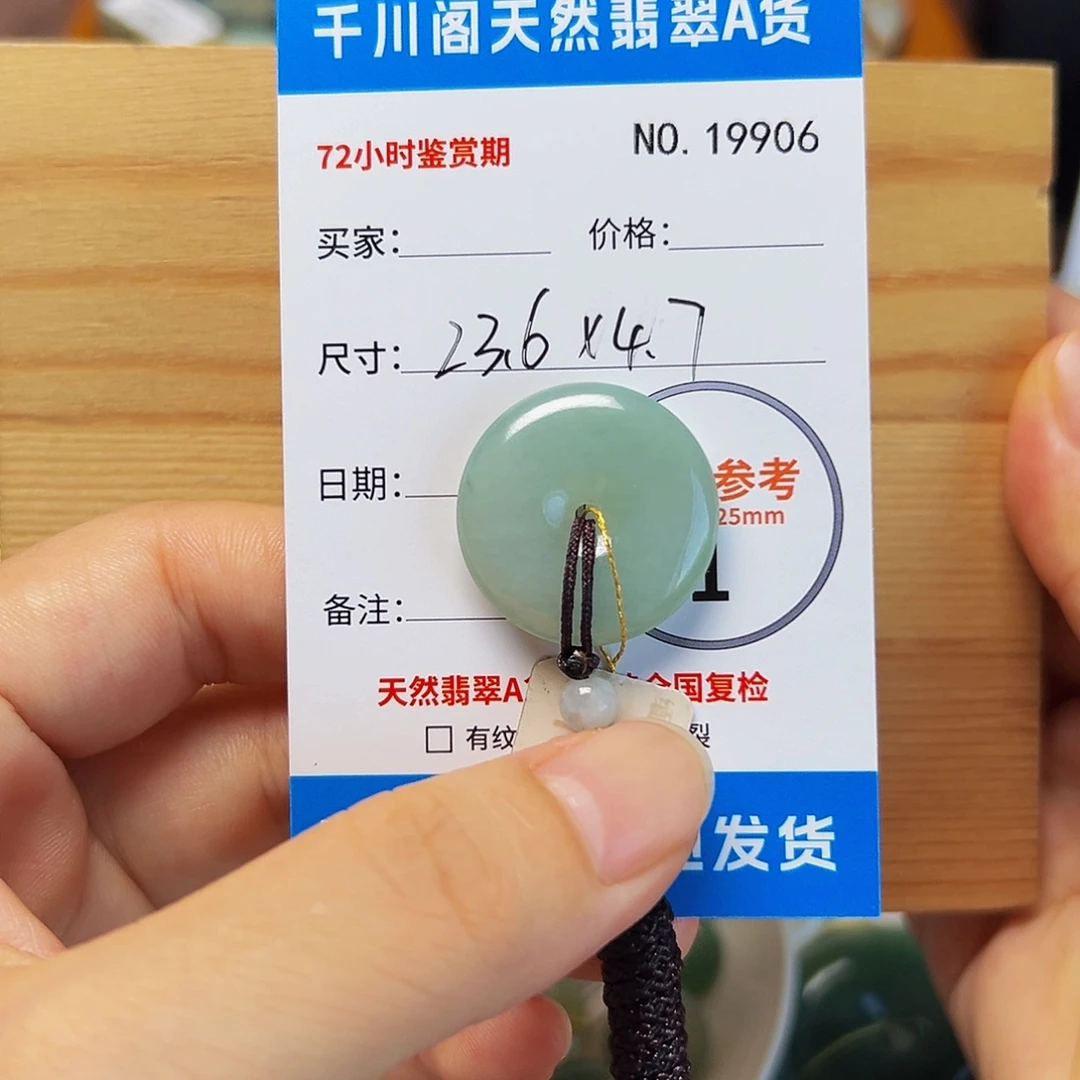 千川阁天然翡翠A货
72小时鉴赏期
NO. 19906
买家：
价格：
尺寸：23.6 x 4.7
日期：
参考
25mm
1
备注：
天然翡翠A
全国复检
有纹
裂
发货